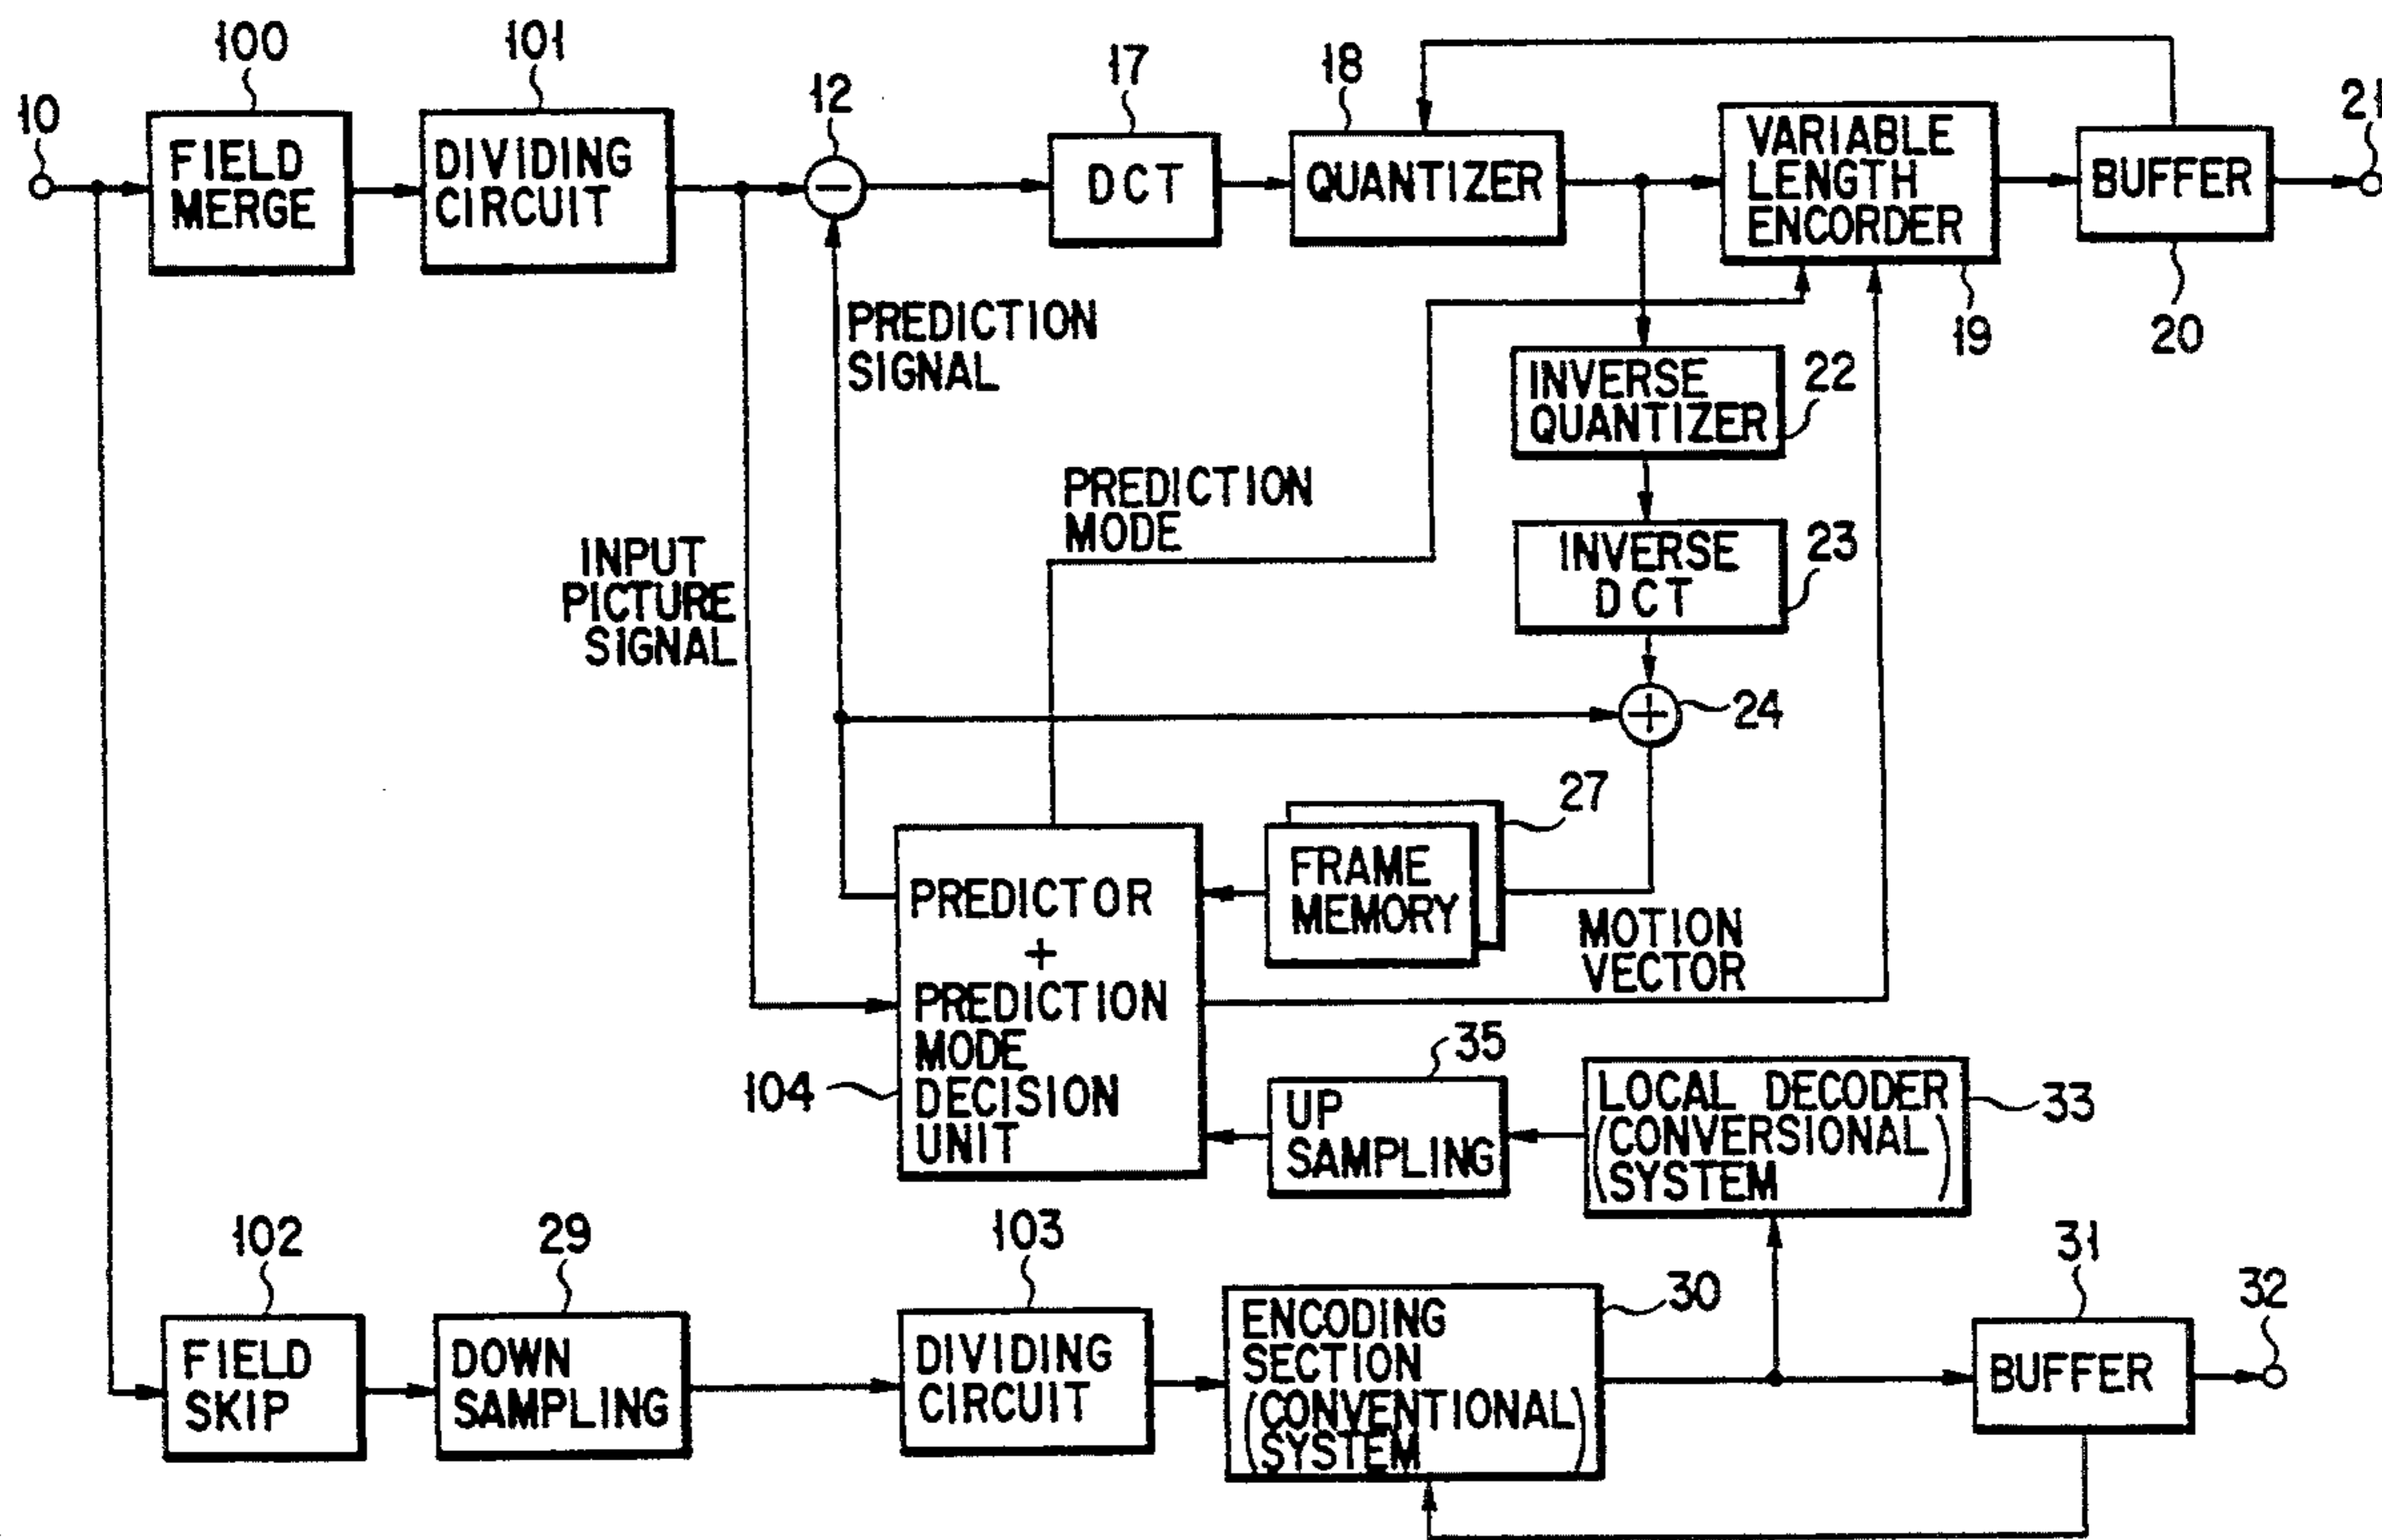 100
101
10
FIELD
MERGE
DIVIDING
CIRCUIT
12
17
DCT
18
QUANTIZER
VARIABLE
LENGTH
ENCORDER
19
BUFFER
20
21
PREDICTION
SIGNAL
INVERSE
QUANTIZER
22
PREDICTION
MODE
INPUT
PICTURE
SIGNAL
INVERSE
DCT
23
24
27
FRAME
MEMORY
PREDICTOR
+
PREDICTION
MODE
DECISION
UNIT
104
MOTION
VECTOR
35
UP
SAMPLING
LOCAL DECODER
(CONVERSIONAL
SYSTEM)
33
102
FIELD
SKIP
29
DOWN
SAMPLING
103
DIVIDING
CIRCUIT
ENCODING
SECTION
(CONVENTIONAL
SYSTEM)
30
31
BUFFER
32